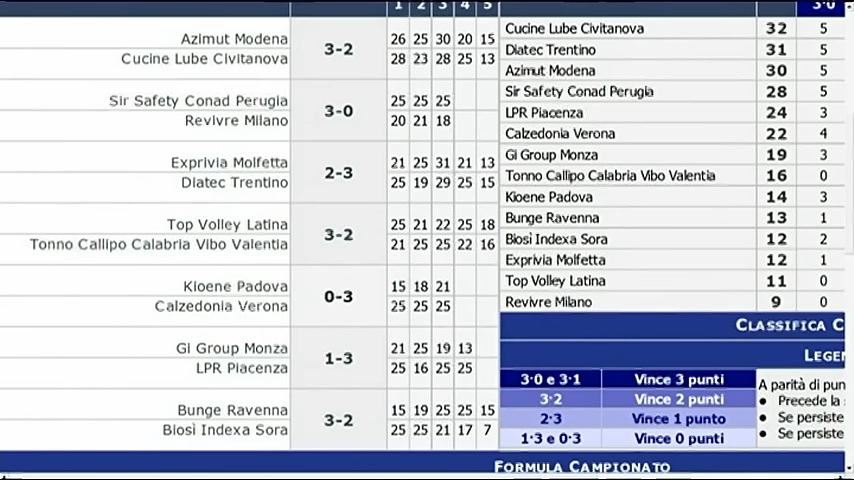 1 2 3 4 5
Azimut Modena 3-2 26 25 30 20 15
Cucine Lube Civitanova 28 23 28 25 13
Sir Safety Conad Perugia 3-0 25 25 25
Revivre Milano 20 21 18
Exprivia Molfetta 2-3 21 25 31 21 13
Diatec Trentino 25 19 29 25 15
Top Volley Latina 3-2 25 21 22 25 18
Tonno Callipo Calabria Vibo Valentia 21 25 25 22 16
Kioene Padova 0-3 15 18 21
Calzedonia Verona 25 25 25
Gi Group Monza 1-3 21 25 19 13
LPR Piacenza 25 16 25 25
Bunge Ravenna 3-2 15 19 25 25 15
Biosì Indexa Sora 25 25 21 17 7
3·0
Cucine Lube Civitanova 32 5
Diatec Trentino 31 5
Azimut Modena 30 5
Sir Safety Conad Perugia 28 5
LPR Piacenza 24 3
Calzedonia Verona 22 4
Gi Group Monza 19 3
Tonno Callipo Calabria Vibo Valentia 16 0
Kioene Padova 14 3
Bunge Ravenna 13 1
Biosì Indexa Sora 12 2
Exprivia Molfetta 12 1
Top Volley Latina 11 0
Revivre Milano 9 0
CLASSIFICA C
LEGEN
3·0 e 3·1 Vince 3 punti
3·2 Vince 2 punti
2·3 Vince 1 punto
1·3 e 0·3 Vince 0 punti
A parità di pun
• Precede la
• Se persiste
• Se persiste
FORMULA CAMPIONATO